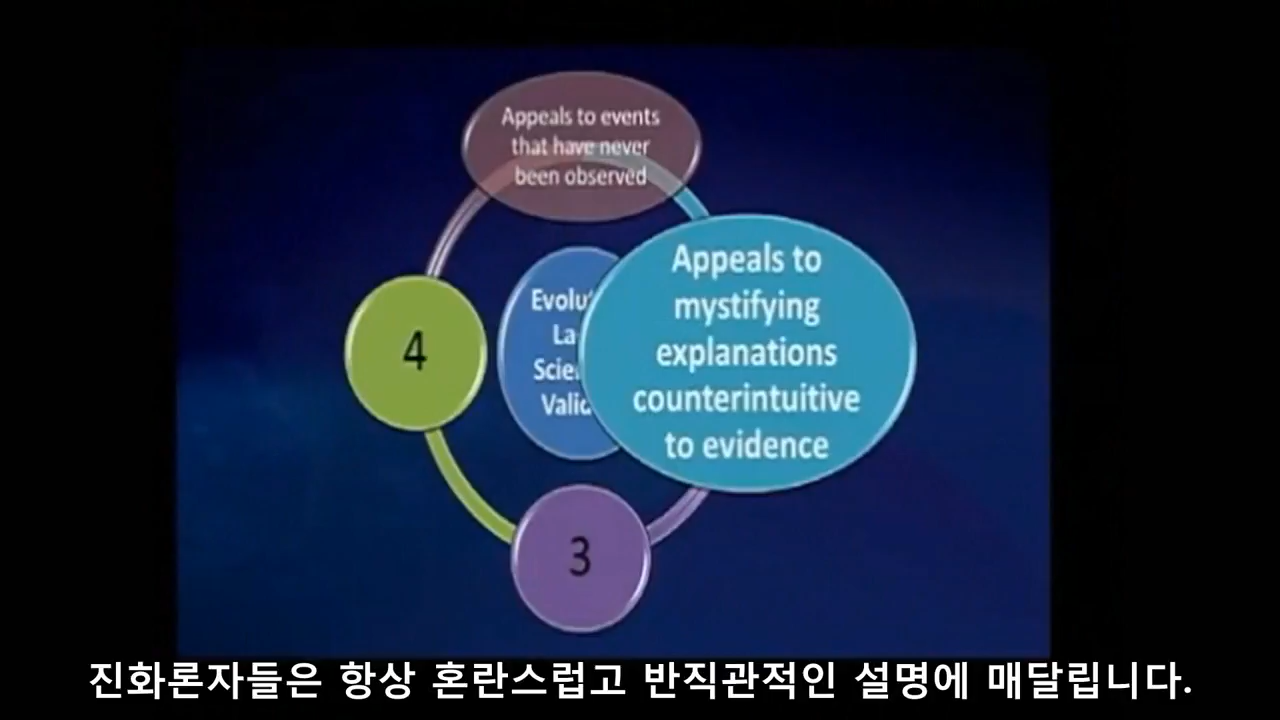 Appeals to events
that have never
been observed
Appeals to
mystifying
explanations
counterintuitive
to evidence
4
3
진화론자들은 항상 혼란스럽고 반직관적인 설명에 매달립니다.